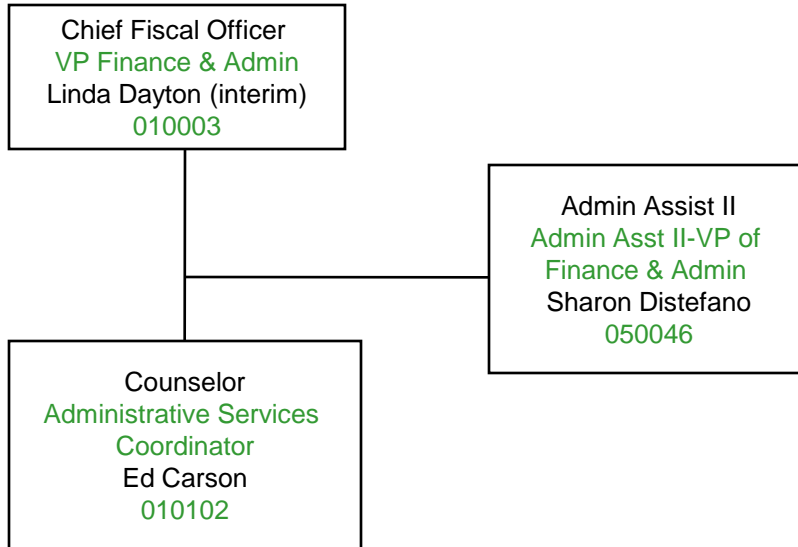 Chief Fiscal Officer
VP Finance & Admin
Linda Dayton (interim)
010003
Admin Assist II
Admin Asst II-VP of
Finance & Admin
Sharon Distefano
050046
Counselor
Administrative Services
Coordinator
Ed Carson
010102